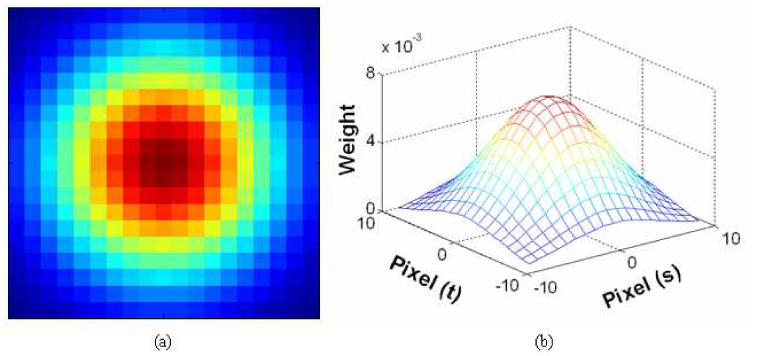 x 10⁻³
8
4
0
Weight
10
0
-10
Pixel (t)
-10
0
10
Pixel (s)
(a)
(b)